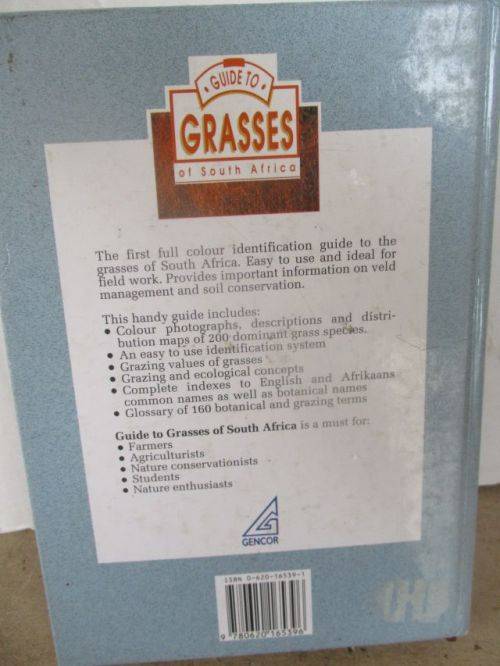 GUIDE TO
GRASSES
of South Africa
The first full colour identification guide to the
grasses of South Africa. Easy to use and ideal for
field work. Provides important information on veld
management and soil conservation.
This handy guide includes:
• Colour photographs, descriptions and distri-
bution maps of 200 dominant grass species.
• An easy to use identification system
• Grazing values of grasses
• Grazing and ecological concepts
• Complete indexes to English and Afrikaans
common names as well as botanical names
• Glossary of 160 botanical and grazing terms
Guide to Grasses of South Africa is a must for:
• Farmers
• Agriculturists
• Nature conservationists
• Students
• Nature enthusiasts
GENCOR
ISBN 0-620-16539-1
9 780620 165396